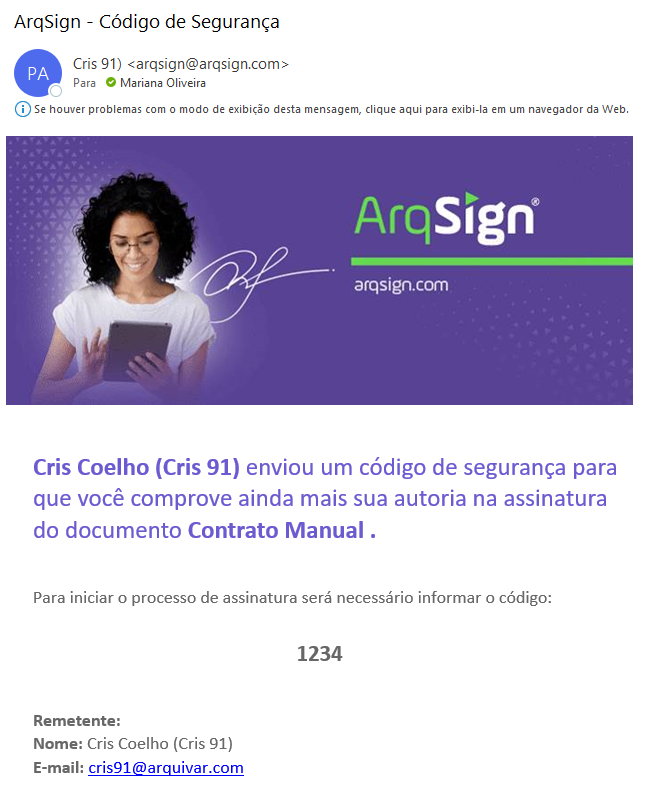 ArqSign - Código de Segurança
PA
Cris 91) <arqsign@arqsign.com>
Para Mariana Oliveira
Se houver problemas com o modo de exibição desta mensagem, clique aqui para exibi-la em um navegador da Web.
ArqSign®
arqsign.com
Cris Coelho (Cris 91) enviou um código de segurança para
que você comprove ainda mais sua autoria na assinatura
do documento Contrato Manual .
Para iniciar o processo de assinatura será necessário informar o código:
1234
Remetente:
Nome: Cris Coelho (Cris 91)
E-mail: cris91@arquivar.com